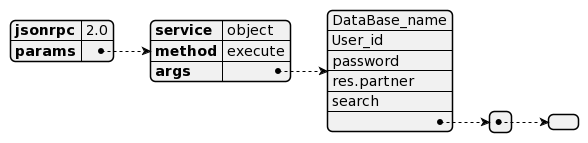 jsonrpc 2.0
params
service object
method execute
args
DataBase_name
User_id
password
res.partner
search